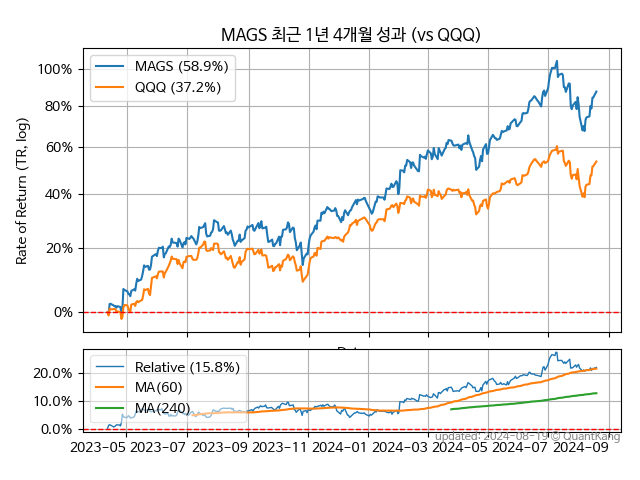 MAGS 최근 1년 4개월 성과 (vs QQQ)
Rate of Return (TR, log)
100%
80%
60%
40%
20%
0%
MAGS (58.9%)
QQQ (37.2%)
20.0%
10.0%
0.0%
Relative (15.8%)
MA(60)
MA(240)
2023-05 2023-07 2023-09 2023-11 2024-01 2024-03 2024-05 2024-07 2024-09
updated: 2024-08-19 © QuantKang